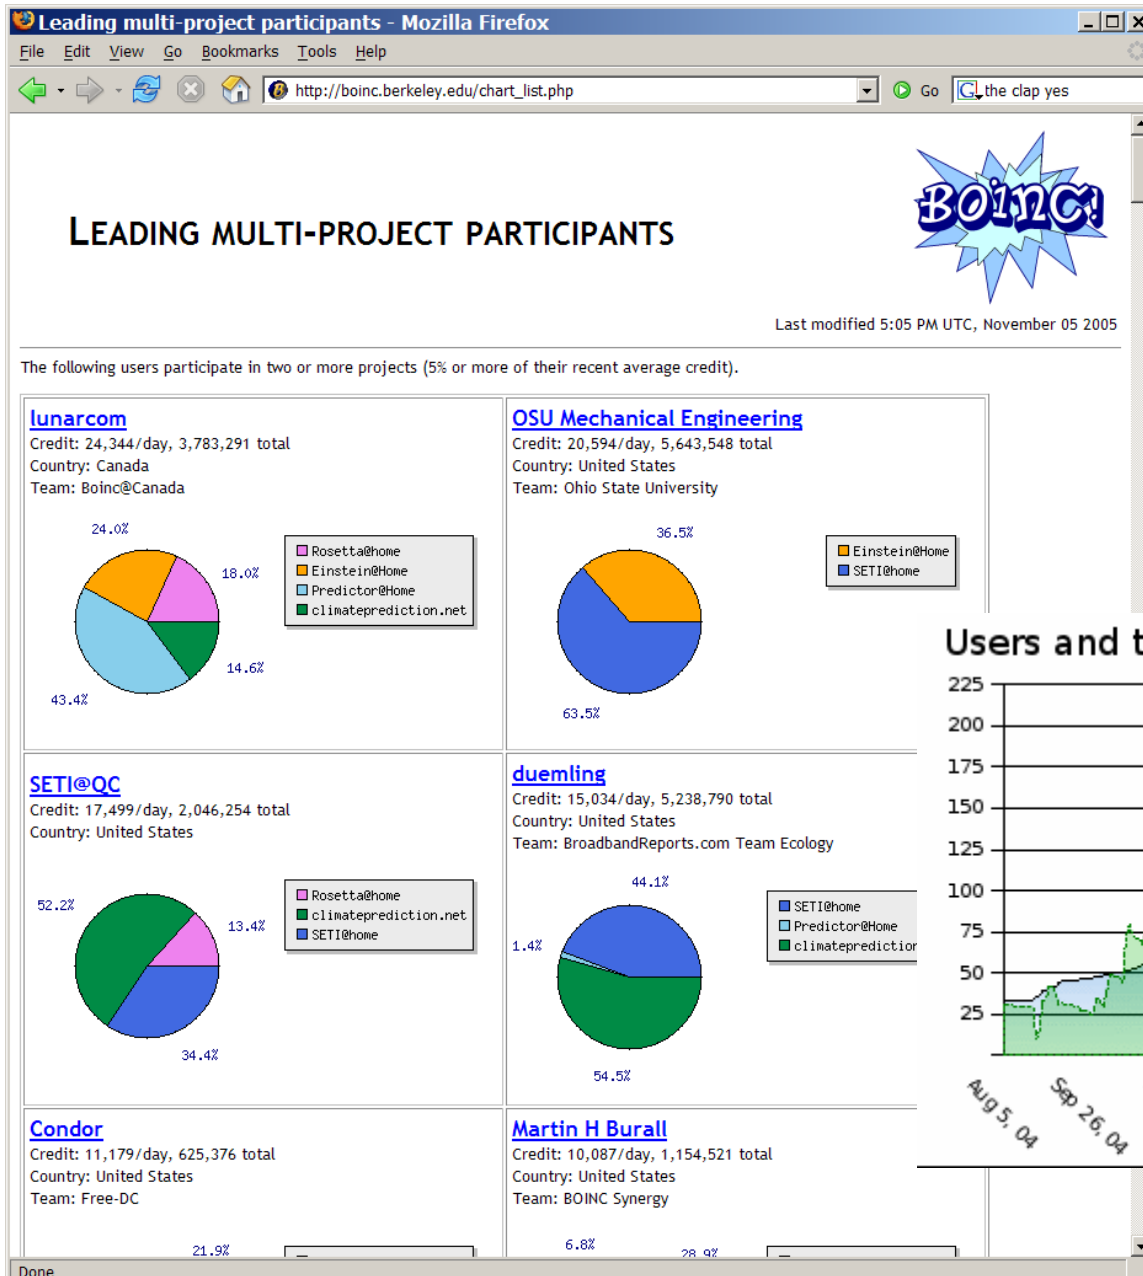 Leading multi-project participants - Mozilla Firefox
File Edit View Go Bookmarks Tools Help
http://boinc.berkeley.edu/chart_list.php Go the clap yes
LEADING MULTI-PROJECT PARTICIPANTS
BOINC!
Last modified 5:05 PM UTC, November 05 2005
The following users participate in two or more projects (5% or more of their recent average credit).
lunarcom
Credit: 24,344/day, 3,783,291 total
Country: Canada
Team: Boinc@Canada
24.0%
18.0%
14.6%
43.4%
Rosetta@home
Einstein@Home
Predictor@Home
climateprediction.net
OSU Mechanical Engineering
Credit: 20,594/day, 5,643,548 total
Country: United States
Team: Ohio State University
36.5%
63.5%
Einstein@Home
SETI@home
SETI@QC
Credit: 17,499/day, 2,046,254 total
Country: United States
52.2%
13.4%
34.4%
Rosetta@home
climateprediction.net
SETI@home
duemling
Credit: 15,034/day, 5,238,790 total
Country: United States
Team: BroadbandReports.com Team Ecology
44.1%
1.4%
54.5%
SETI@home
Predictor@Home
climateprediction
Condor
Credit: 11,179/day, 625,376 total
Country: United States
Team: Free-DC
21.9%
Martin H Burall
Credit: 10,087/day, 1,154,521 total
Country: United States
Team: BOINC Synergy
6.8%
28.9%
Users and t
225
200
175
150
125
100
75
50
25
Aug 5, 04
Sep 26, 04
Done